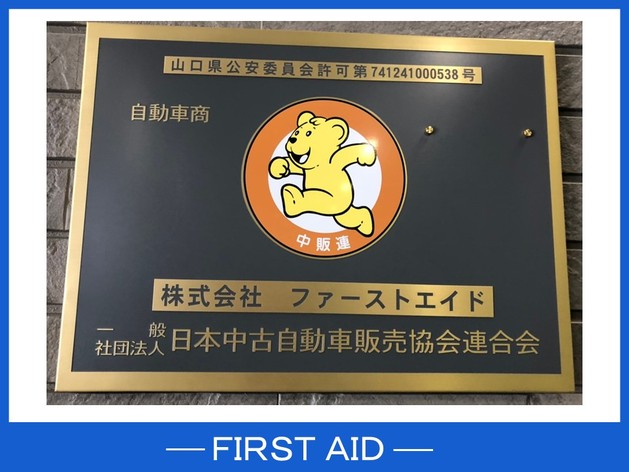 山口県公安委員会許可第741241000538号
自動車商
中販連
株式会社 ファーストエイド
一般
社団法人 日本中古自動車販売協会連合会
FIRST AID